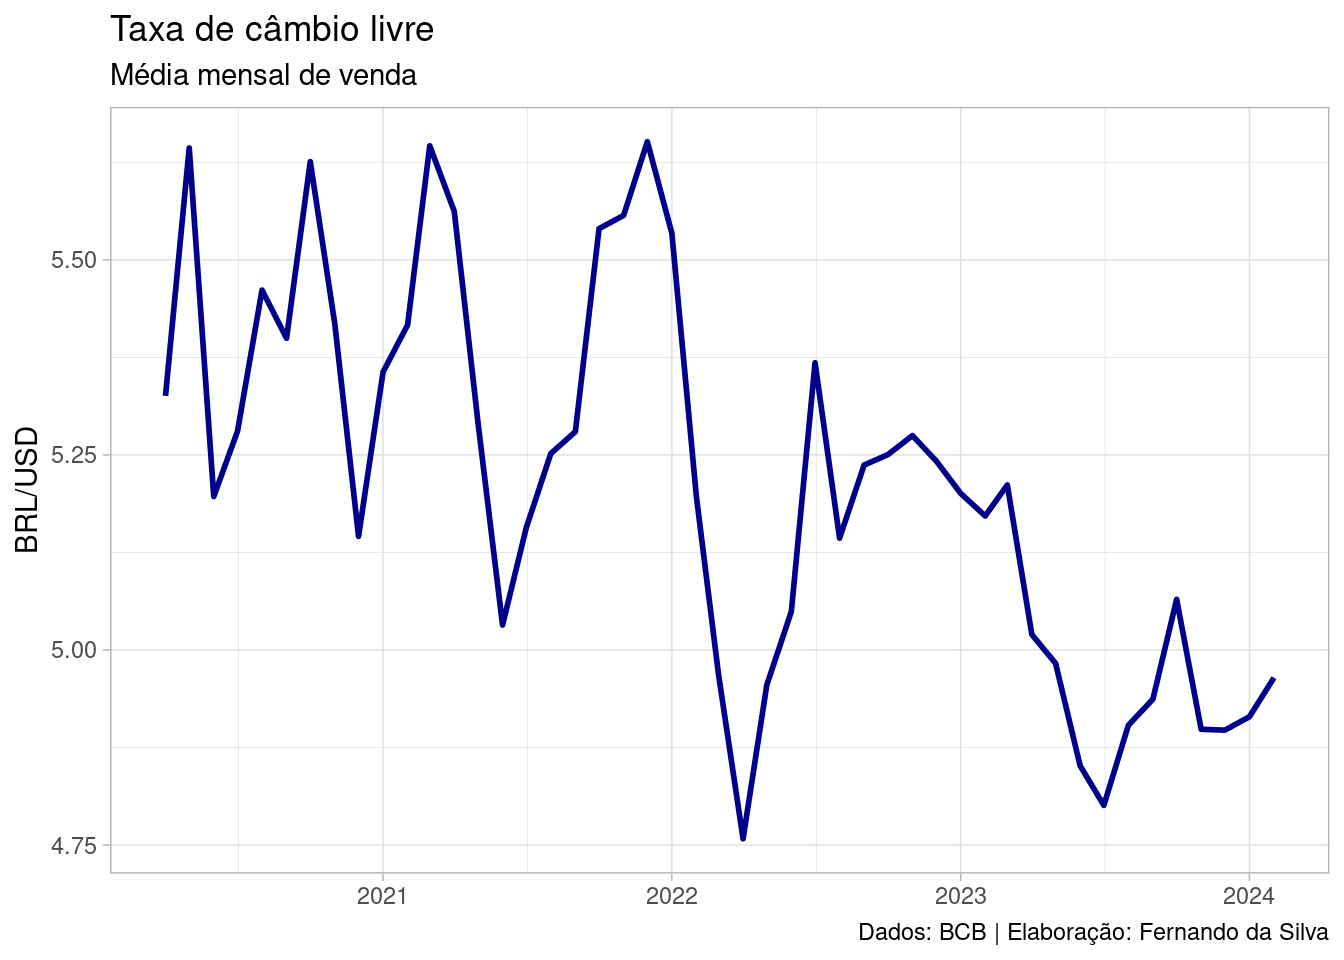 Taxa de câmbio livre
Média mensal de venda
BRL/USD
5.50
5.25
5.00
4.75
2021
2022
2023
2024
Dados: BCB | Elaboração: Fernando da Silva